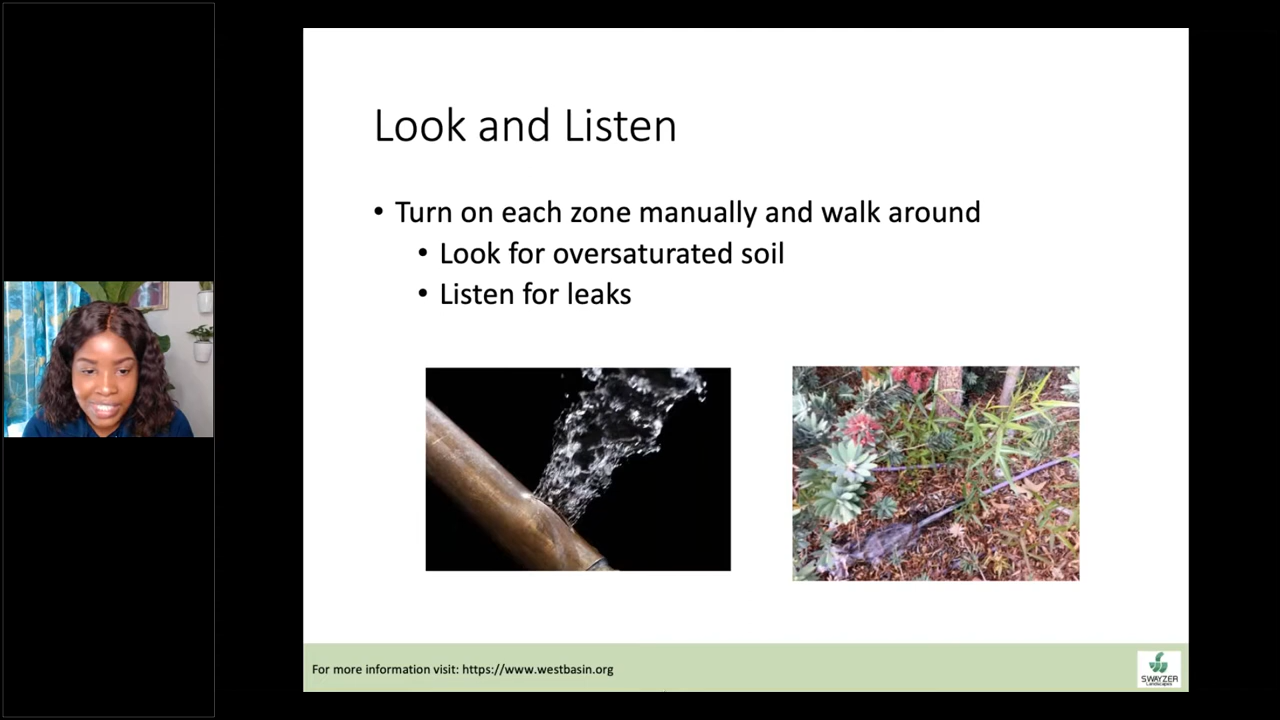 Look and Listen
• Turn on each zone manually and walk around
• Look for oversaturated soil
• Listen for leaks
For more information visit: https://www.westbasin.org
SWAYZER
Landscapes